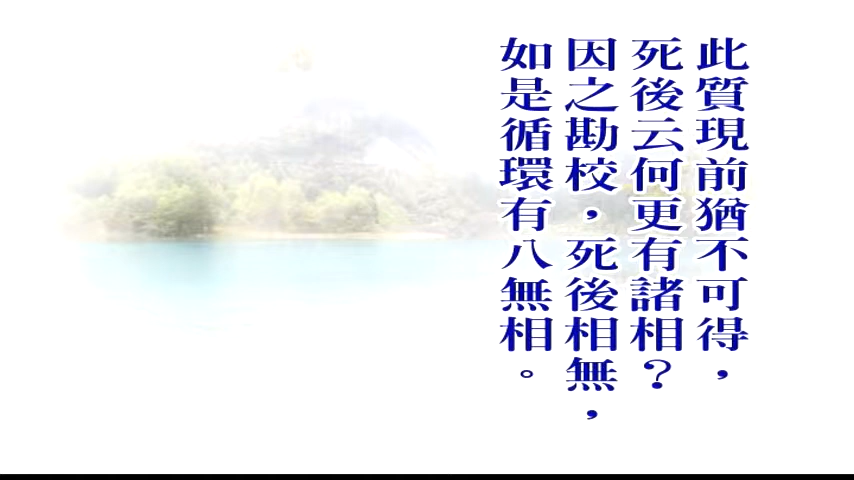 此質現前猶不可得，
死後云何更有諸相？
因之勘校，死後相無，
如是循環有八無相。